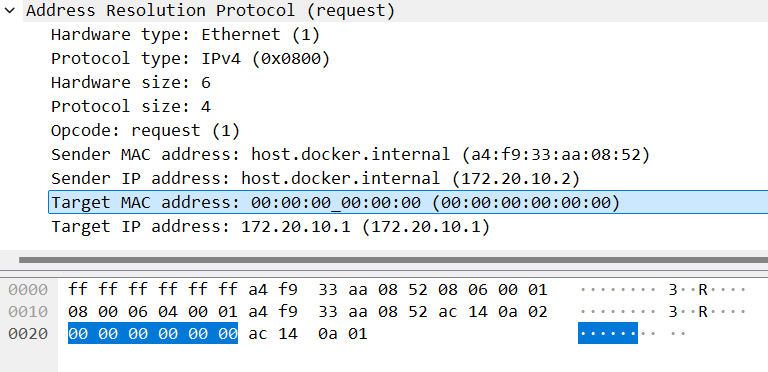 Address Resolution Protocol (request)
Hardware type: Ethernet (1)
Protocol type: IPv4 (0x0800)
Hardware size: 6
Protocol size: 4
Opcode: request (1)
Sender MAC address: host.docker.internal (a4:f9:33:aa:08:52)
Sender IP address: host.docker.internal (172.20.10.2)
Target MAC address: 00:00:00_00:00:00 (00:00:00:00:00:00)
Target IP address: 172.20.10.1 (172.20.10.1)
0000 ff ff ff ff ff ff a4 f9 33 aa 08 52 08 06 00 01 ········ 3··R····
0010 08 00 06 04 00 01 a4 f9 33 aa 08 52 ac 14 0a 02 ········ 3··R····
0020 00 00 00 00 00 00 ac 14 0a 01 ········ ··